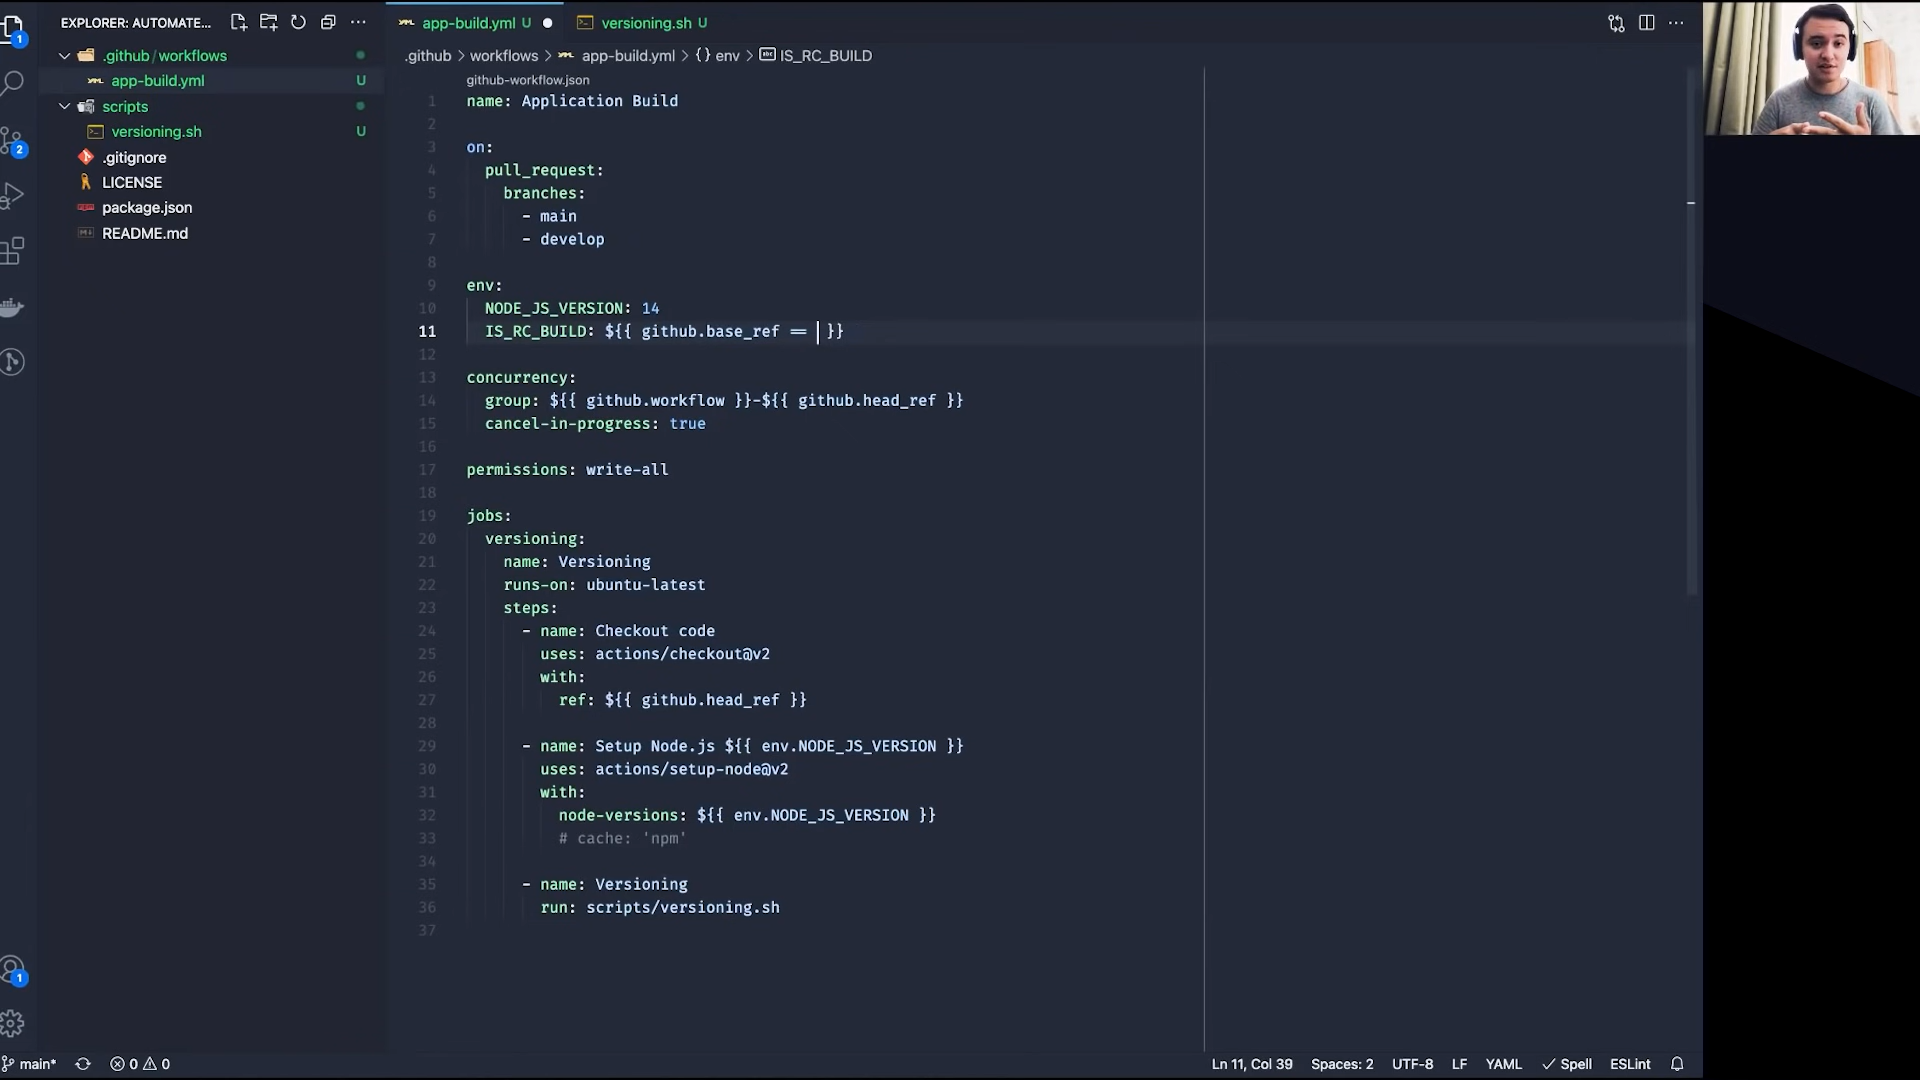 EXPLORER: AUTOMATE...
.github / workflows
app-build.yml U
scripts
versioning.sh U
.gitignore
LICENSE
package.json
README.md
1
2
1
app-build.yml U
versioning.sh U
.github > workflows > app-build.yml > {} env > IS_RC_BUILD
github-workflow.json
1 name: Application Build
2
3 on:
4 pull_request:
5 branches:
6 - main
7 - develop
8
9 env:
10 NODE_JS_VERSION: 14
11 IS_RC_BUILD: ${{ github.base_ref == }}
12
13 concurrency:
14 group: ${{ github.workflow }}-${{ github.head_ref }}
15 cancel-in-progress: true
16
17 permissions: write-all
18
19 jobs:
20 versioning:
21 name: Versioning
22 runs-on: ubuntu-latest
23 steps:
24 - name: Checkout code
25 uses: actions/checkout@v2
26 with:
27 ref: ${{ github.head_ref }}
28
29 - name: Setup Node.js ${{ env.NODE_JS_VERSION }}
30 uses: actions/setup-node@v2
31 with:
32 node-versions: ${{ env.NODE_JS_VERSION }}
33 # cache: 'npm'
34
35 - name: Versioning
36 run: scripts/versioning.sh
37
main* 0 0 Ln 11, Col 39 Spaces: 2 UTF-8 LF YAML Spell ESLint